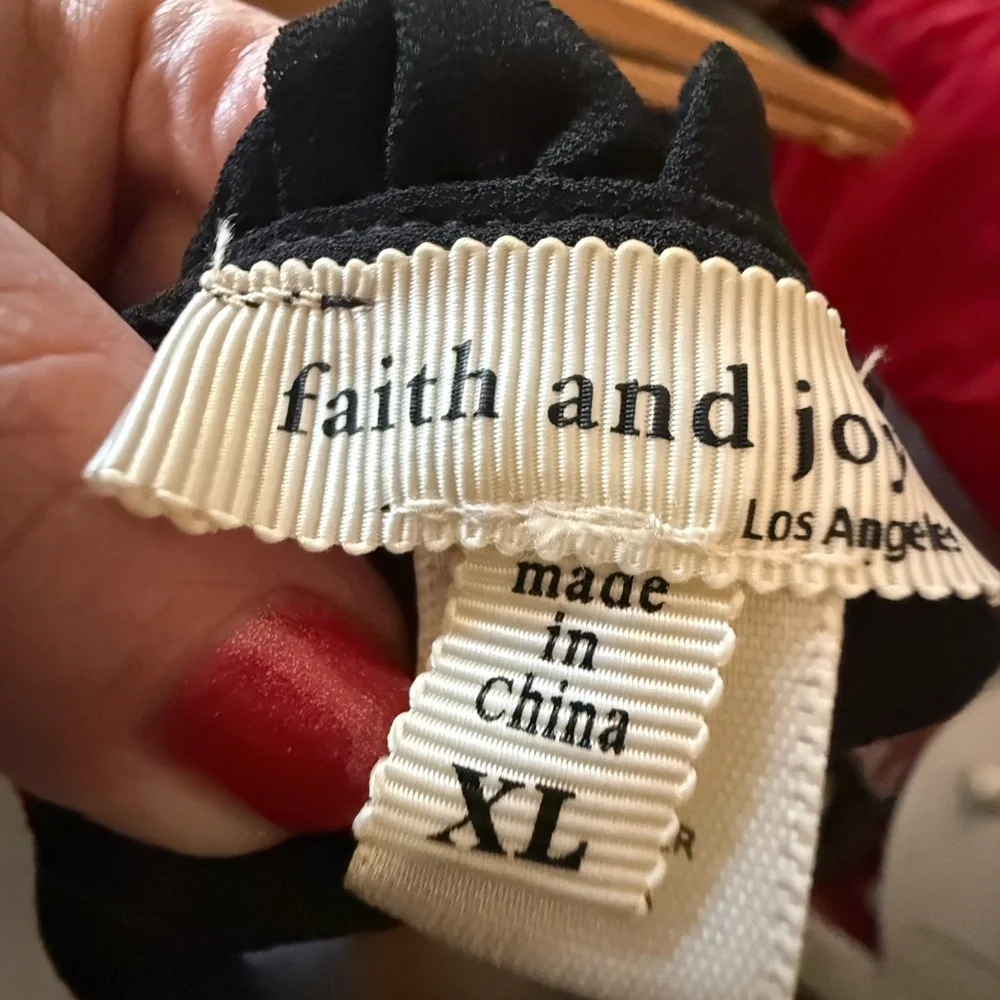 faith and joy
Los Angeles
made
in
China
XL
R